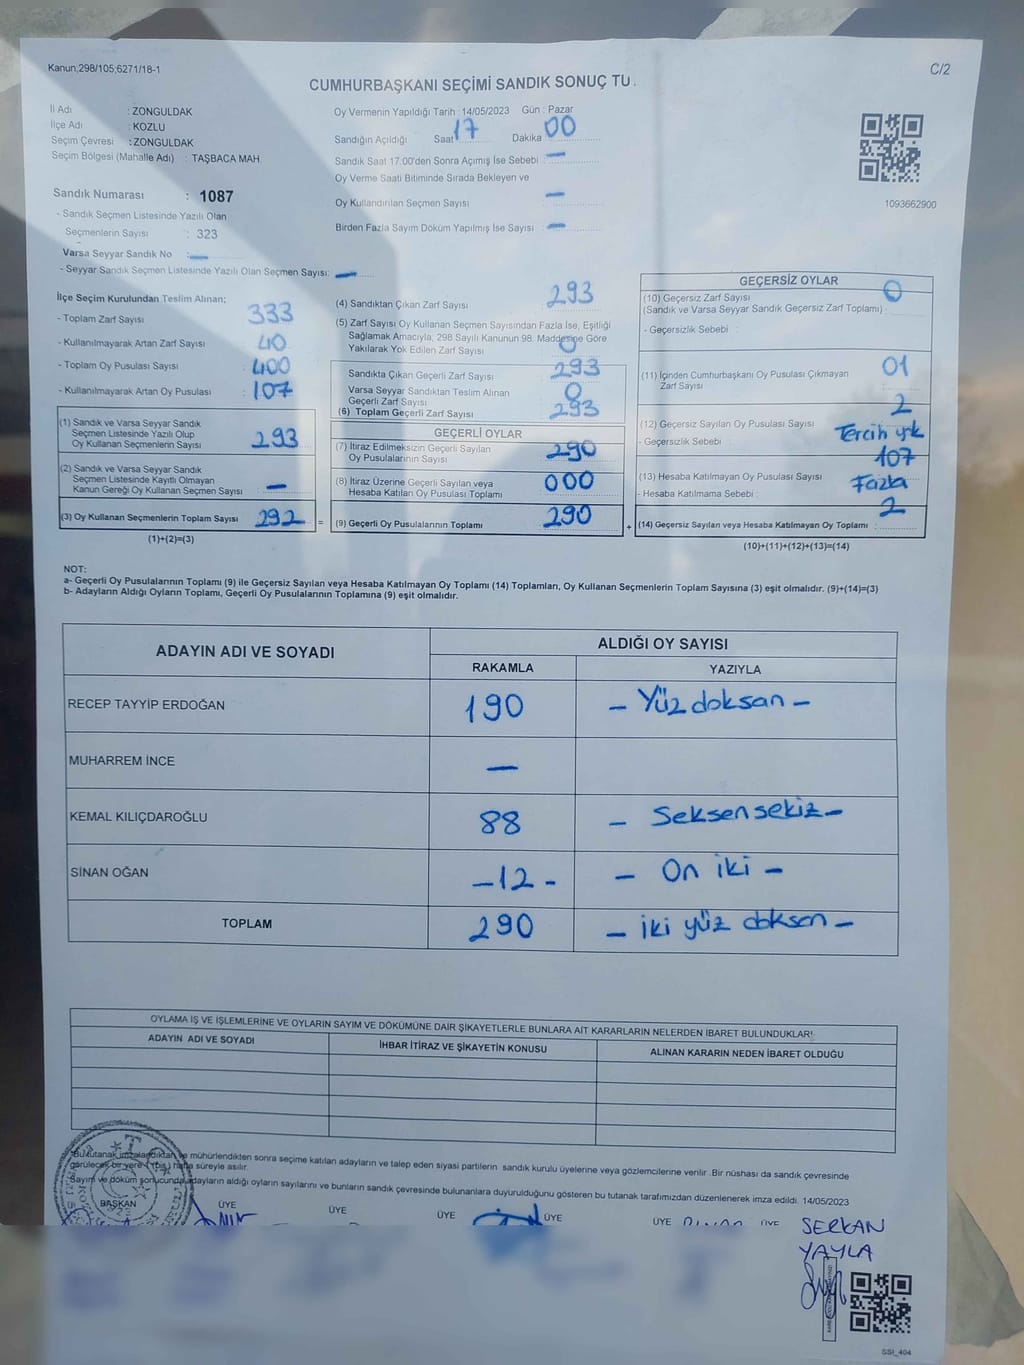 Kanun;298/105;6271/18-1
C/2
CUMHURBAŞKANI SEÇİMİ SANDIK SONUÇ TU
İl Adı : ZONGULDAK
İlçe Adı : KOZLU
Seçim Çevresi : ZONGULDAK
Seçim Bölgesi (Mahalle Adı) : TAŞBACA MAH.
Sandık Numarası : 1087
- Sandık Seçmen Listesinde Yazılı Olan
Seçmenlerin Sayısı : 323
Varsa Seyyar Sandık No : —
- Seyyar Sandık Seçmen Listesinde Yazılı Olan Seçmen Sayısı: —
Oy Vermenin Yapıldığı Tarih : 14/05/2023 Gün : Pazar
Sandığın Açıldığı Saat 17 Dakika 00
Sandık Saat 17.00'den Sonra Açımış İse Sebebi : —
Oy Verme Saati Bitiminde Sırada Bekleyen ve
Oy Kullandırılan Seçmen Sayısı : —
Birden Fazla Sayım Döküm Yapılmış İse Sayısı : —
1093662900
İlçe Seçim Kurulundan Teslim Alınan;
- Toplam Zarf Sayısı : 333
- Kullanılmayarak Artan Zarf Sayısı : 40
- Toplam Oy Pusulası Sayısı : 400
- Kullanılmayarak Artan Oy Pusulası : 107
(1) Sandık ve Varsa Seyyar Sandık
Seçmen Listesinde Yazılı Olup
Oy Kullanan Seçmenlerin Sayısı : 293
(2) Sandık ve Varsa Seyyar Sandık
Seçmen Listesinde Kayıtlı Olmayan
Kanun Gereği Oy Kullanan Seçmen Sayısı : —
(3) Oy Kullanan Seçmenlerin Toplam Sayısı : 292 =
(1)+(2)=(3)
(4) Sandıktan Çıkan Zarf Sayısı : 293
(5) Zarf Sayısı Oy Kullanan Seçmen Sayısından Fazla İse, Eşitliği
Sağlamak Amacıyla, 298 Sayılı Kanunun 98. Maddesine Göre
Yakılarak Yok Edilen Zarf Sayısı : 0
Sandıkta Çıkan Geçerli Zarf Sayısı : 293
Varsa Seyyar Sandıktan Teslim Alınan
Geçerli Zarf Sayısı : 0
(6) Toplam Geçerli Zarf Sayısı : 293
GEÇERLİ OYLAR
(7) İtiraz Edilmeksizin Geçerli Sayılan
Oy Pusulalarının Sayısı : 290
(8) İtiraz Üzerine Geçerli Sayılan veya
Hesaba Katılan Oy Pusulası Toplamı : 000
(9) Geçerli Oy Pusulalarının Toplamı : 290 +
GEÇERSİZ OYLAR
(10) Geçersiz Zarf Sayısı 0
(Sandık ve Varsa Seyyar Sandık Geçersiz Zarf Toplamı) :
- Geçersizlik Sebebi :
(11) İçinden Cumhurbaşkanı Oy Pusulası Çıkmayan 01
Zarf Sayısı :
(12) Geçersiz Sayılan Oy Pusulası Sayısı : 2
- Geçersizlik Sebebi : Tercih yok
(13) Hesaba Katılmayan Oy Pusulası Sayısı : 107
- Hesaba Katılmama Sebebi : Fazla
(14) Geçersiz Sayılan veya Hesaba Katılmayan Oy Toplamı : 2
(10)+(11)+(12)+(13)=(14)
NOT:
a- Geçerli Oy Pusulalarının Toplamı (9) ile Geçersiz Sayılan veya Hesaba Katılmayan Oy Toplamı (14) Toplamları, Oy Kullanan Seçmenlerin Toplam Sayısına (3) eşit olmalıdır. (9)+(14)=(3)
b- Adayların Aldığı Oyların Toplamı, Geçerli Oy Pusulalarının Toplamına (9) eşit olmalıdır.
ADAYIN ADI VE SOYADI
ALDIĞI OY SAYISI
RAKAMLA YAZIYLA
RECEP TAYYİP ERDOĞAN 190 - Yüz doksan -
MUHARREM İNCE —
KEMAL KILIÇDAROĞLU 88 - Seksen sekiz -
SİNAN OĞAN -12- - On iki -
TOPLAM 290 - iki yüz doksan -
OYLAMA İŞ VE İŞLEMLERİNE VE OYLARIN SAYIM VE DÖKÜMÜNE DAİR ŞİKAYETLERLE BUNLARA AİT KARARLARIN NELERDEN İBARET BULUNDUKLARI
ADAYIN ADI VE SOYADI İHBAR İTİRAZ VE ŞİKAYETİN KONUSU ALINAN KARARIN NEDEN İBARET OLDUĞU
Bu tutanak imzalandıktan ve mühürlendikten sonra seçime katılan adayların ve talep eden siyasi partilerin sandık kurulu üyelerine veya gözlemcilerine verilir. Bir nüshası da sandık çevresinde
görülecek bir yere 1 (bir) hafta süreyle asılır.
Sayım ve döküm sonucunda adayların aldığı oyların sayılarını ve bunların sandık çevresinde bulunanlara duyurulduğunu gösteren bu tutanak tarafımızdan düzenlenerek imza edildi. 14/05/2023
BAŞKAN ÜYE ÜYE ÜYE ÜYE ÜYE ÜYE
SERKAN
YAYLA
SSI_404